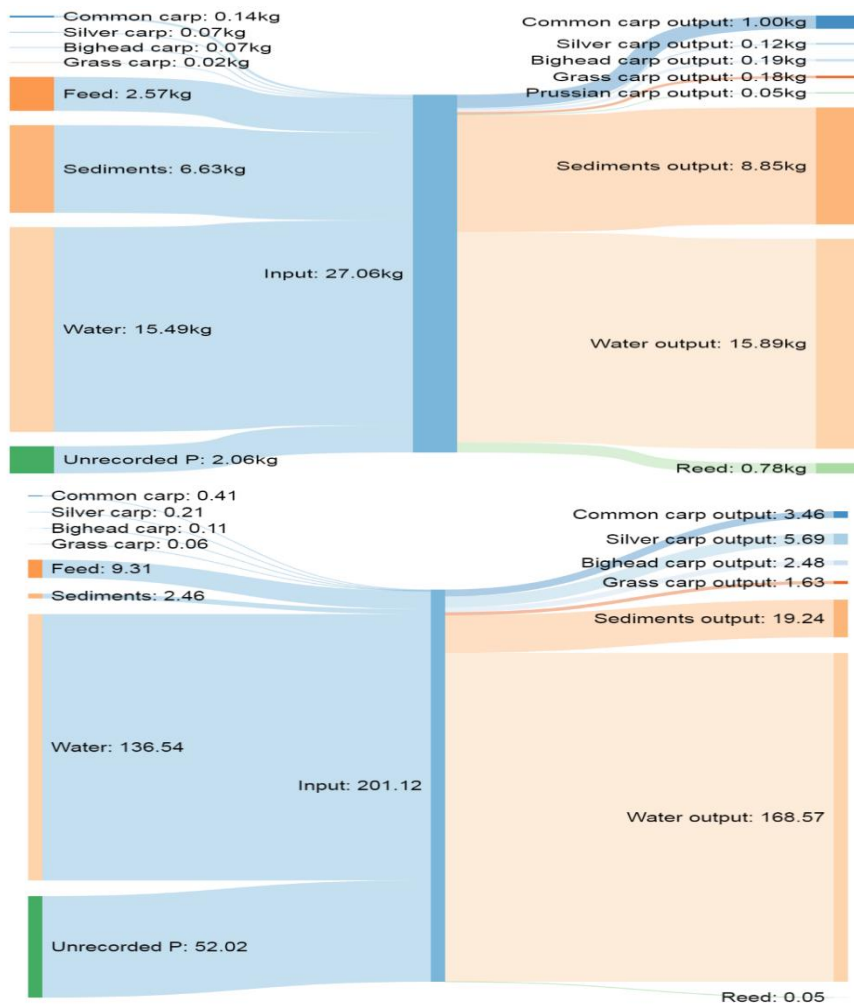 Common carp: 0.14kg
Silver carp: 0.07kg
Bighead carp: 0.07kg
Grass carp: 0.02kg
Feed: 2.57kg
Sediments: 6.63kg
Water: 15.49kg
Unrecorded P: 2.06kg
Input: 27.06kg
Common carp output: 1.00kg
Silver carp output: 0.12kg
Bighead carp output: 0.19kg
Grass carp output: 0.18kg
Prussian carp output: 0.05kg
Sediments output: 8.85kg
Water output: 15.89kg
Reed: 0.78kg
Common carp: 0.41
Silver carp: 0.21
Bighead carp: 0.11
Grass carp: 0.06
Feed: 9.31
Sediments: 2.46
Water: 136.54
Unrecorded P: 52.02
Input: 201.12
Common carp output: 3.46
Silver carp output: 5.69
Bighead carp output: 2.48
Grass carp output: 1.63
Sediments output: 19.24
Water output: 168.57
Reed: 0.05